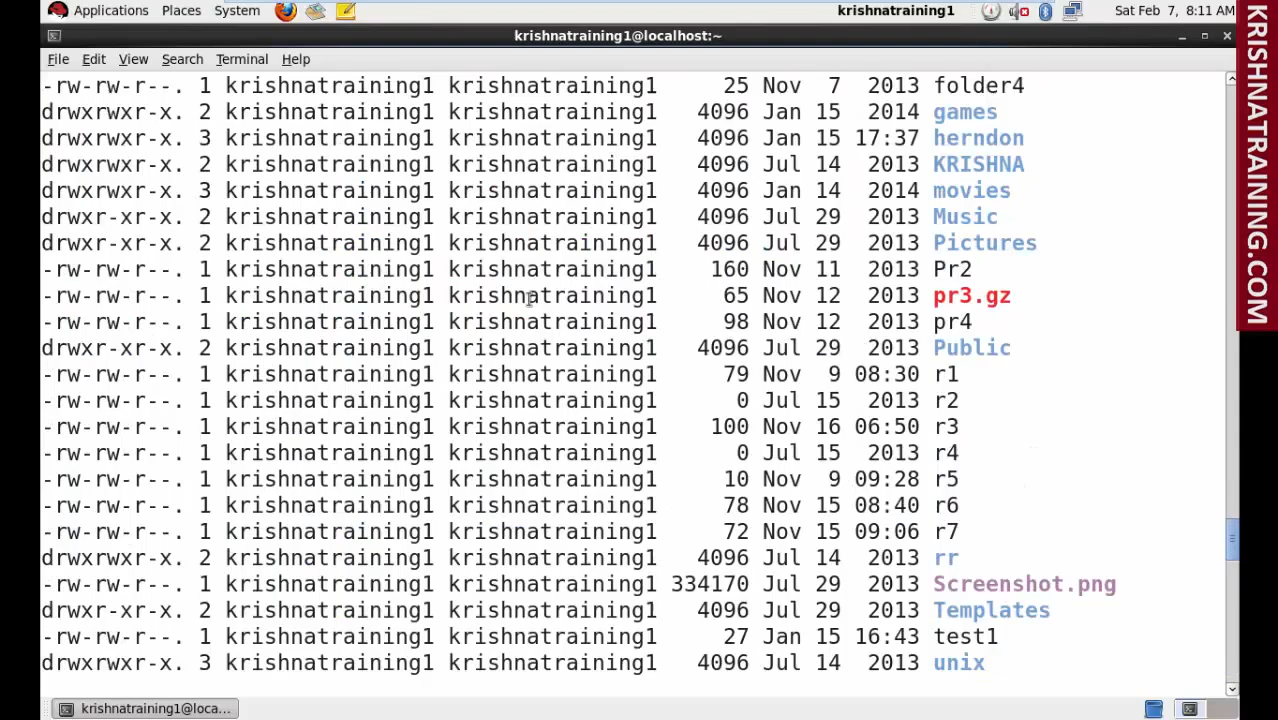 Applications Places System krishnatraining1 Sat Feb 7, 8:11 AM
krishnatraining1@localhost:~
File Edit View Search Terminal Help
-rw-rw-r--. 1 krishnatraining1 krishnatraining1 25 Nov 7 2013 folder4
drwxrwxr-x. 2 krishnatraining1 krishnatraining1 4096 Jan 15 2014 games
drwxrwxr-x. 3 krishnatraining1 krishnatraining1 4096 Jan 15 17:37 herndon
drwxrwxr-x. 2 krishnatraining1 krishnatraining1 4096 Jul 14 2013 KRISHNA
drwxrwxr-x. 3 krishnatraining1 krishnatraining1 4096 Jan 14 2014 movies
drwxr-xr-x. 2 krishnatraining1 krishnatraining1 4096 Jul 29 2013 Music
drwxr-xr-x. 2 krishnatraining1 krishnatraining1 4096 Jul 29 2013 Pictures
-rw-rw-r--. 1 krishnatraining1 krishnatraining1 160 Nov 11 2013 Pr2
-rw-rw-r--. 1 krishnatraining1 krishnatraining1 65 Nov 12 2013 pr3.gz
-rw-rw-r--. 1 krishnatraining1 krishnatraining1 98 Nov 12 2013 pr4
drwxr-xr-x. 2 krishnatraining1 krishnatraining1 4096 Jul 29 2013 Public
-rw-rw-r--. 1 krishnatraining1 krishnatraining1 79 Nov 9 08:30 r1
-rw-rw-r--. 1 krishnatraining1 krishnatraining1 0 Jul 15 2013 r2
-rw-rw-r--. 1 krishnatraining1 krishnatraining1 100 Nov 16 06:50 r3
-rw-rw-r--. 1 krishnatraining1 krishnatraining1 0 Jul 15 2013 r4
-rw-rw-r--. 1 krishnatraining1 krishnatraining1 10 Nov 9 09:28 r5
-rw-rw-r--. 1 krishnatraining1 krishnatraining1 78 Nov 15 08:40 r6
-rw-rw-r--. 1 krishnatraining1 krishnatraining1 72 Nov 15 09:06 r7
drwxrwxr-x. 2 krishnatraining1 krishnatraining1 4096 Jul 14 2013 rr
-rw-rw-r--. 1 krishnatraining1 krishnatraining1 334170 Jul 29 2013 Screenshot.png
drwxr-xr-x. 2 krishnatraining1 krishnatraining1 4096 Jul 29 2013 Templates
-rw-rw-r--. 1 krishnatraining1 krishnatraining1 27 Jan 15 16:43 test1
drwxrwxr-x. 3 krishnatraining1 krishnatraining1 4096 Jul 14 2013 unix
krishnatraining1@loca...
KRISHNATRAINING.COM